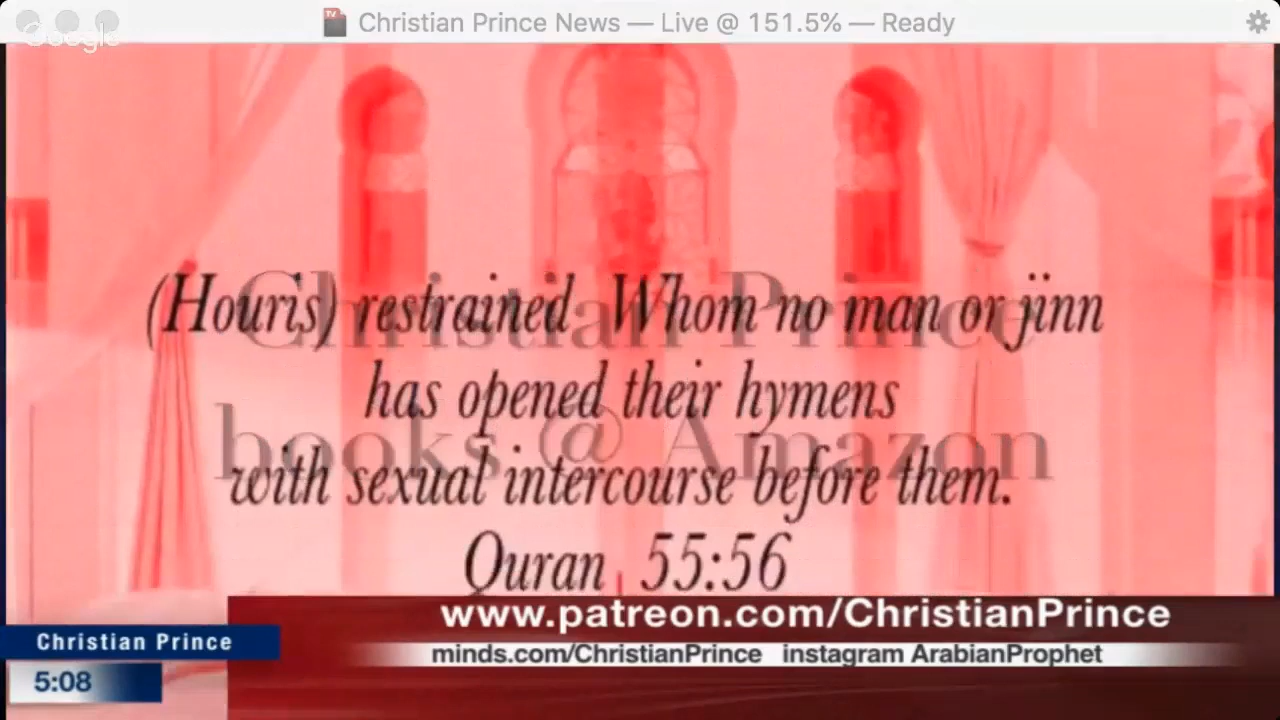 Google
Christian Prince News — Live @ 151.5% — Ready
(Houris) restrained Whom no man or jinn
has opened their hymens
with sexual intercourse before them.
Quran 55:56
Christian Prince
books @ Amazon
www.patreon.com/ChristianPrince
minds.com/ChristianPrince instagram ArabianProphet
Christian Prince
5:08